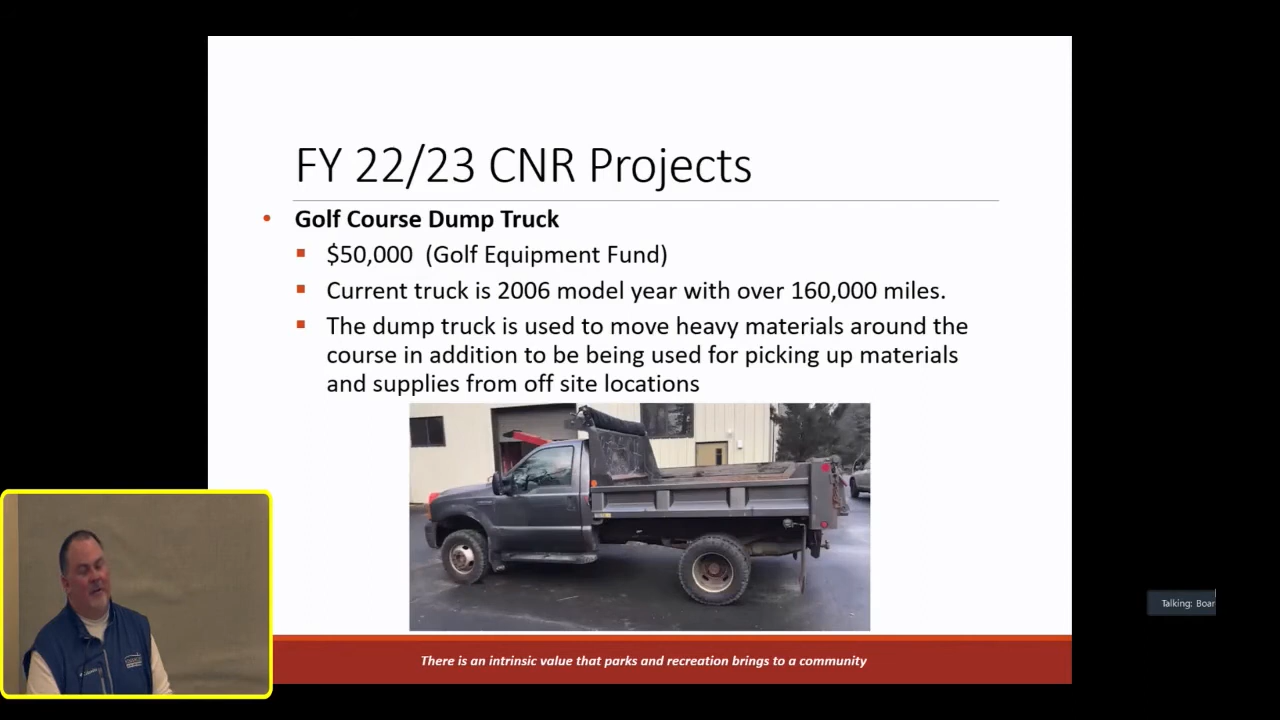 FY 22/23 CNR Projects
Golf Course Dump Truck
$50,000 (Golf Equipment Fund)
Current truck is 2006 model year with over 160,000 miles.
The dump truck is used to move heavy materials around the
course in addition to be being used for picking up materials
and supplies from off site locations
There is an intrinsic value that parks and recreation brings to a community
Talking: Boar